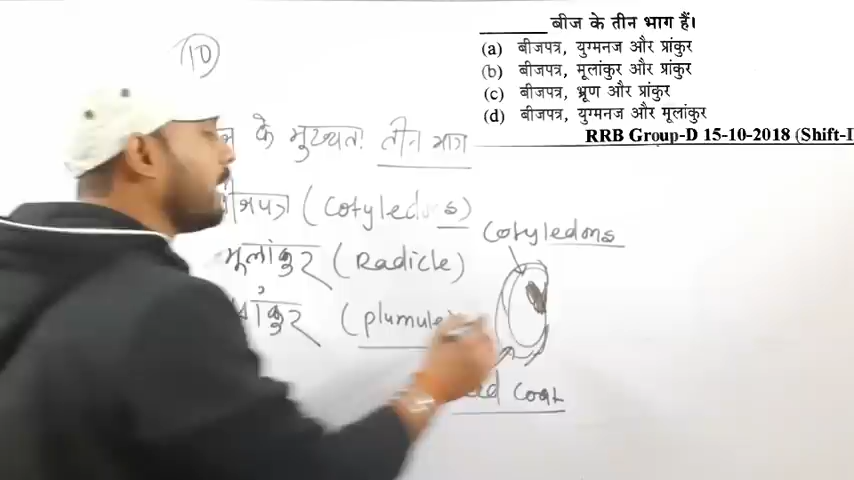 _______ बीज के तीन भाग हैं।
(a) बीजपत्र, युग्मनज और प्रांकुर
(b) बीजपत्र, मूलांकुर और प्रांकुर
(c) बीजपत्र, भ्रूण और प्रांकुर
(d) बीजपत्र, युग्मनज और मूलांकुर
RRB Group-D 15-10-2018 (Shift-I
10
के मुख्यतः तीन भाग
(Cotyledons)
मूलांकुर (Radicle)
(plumule)
Cotyledons
coat